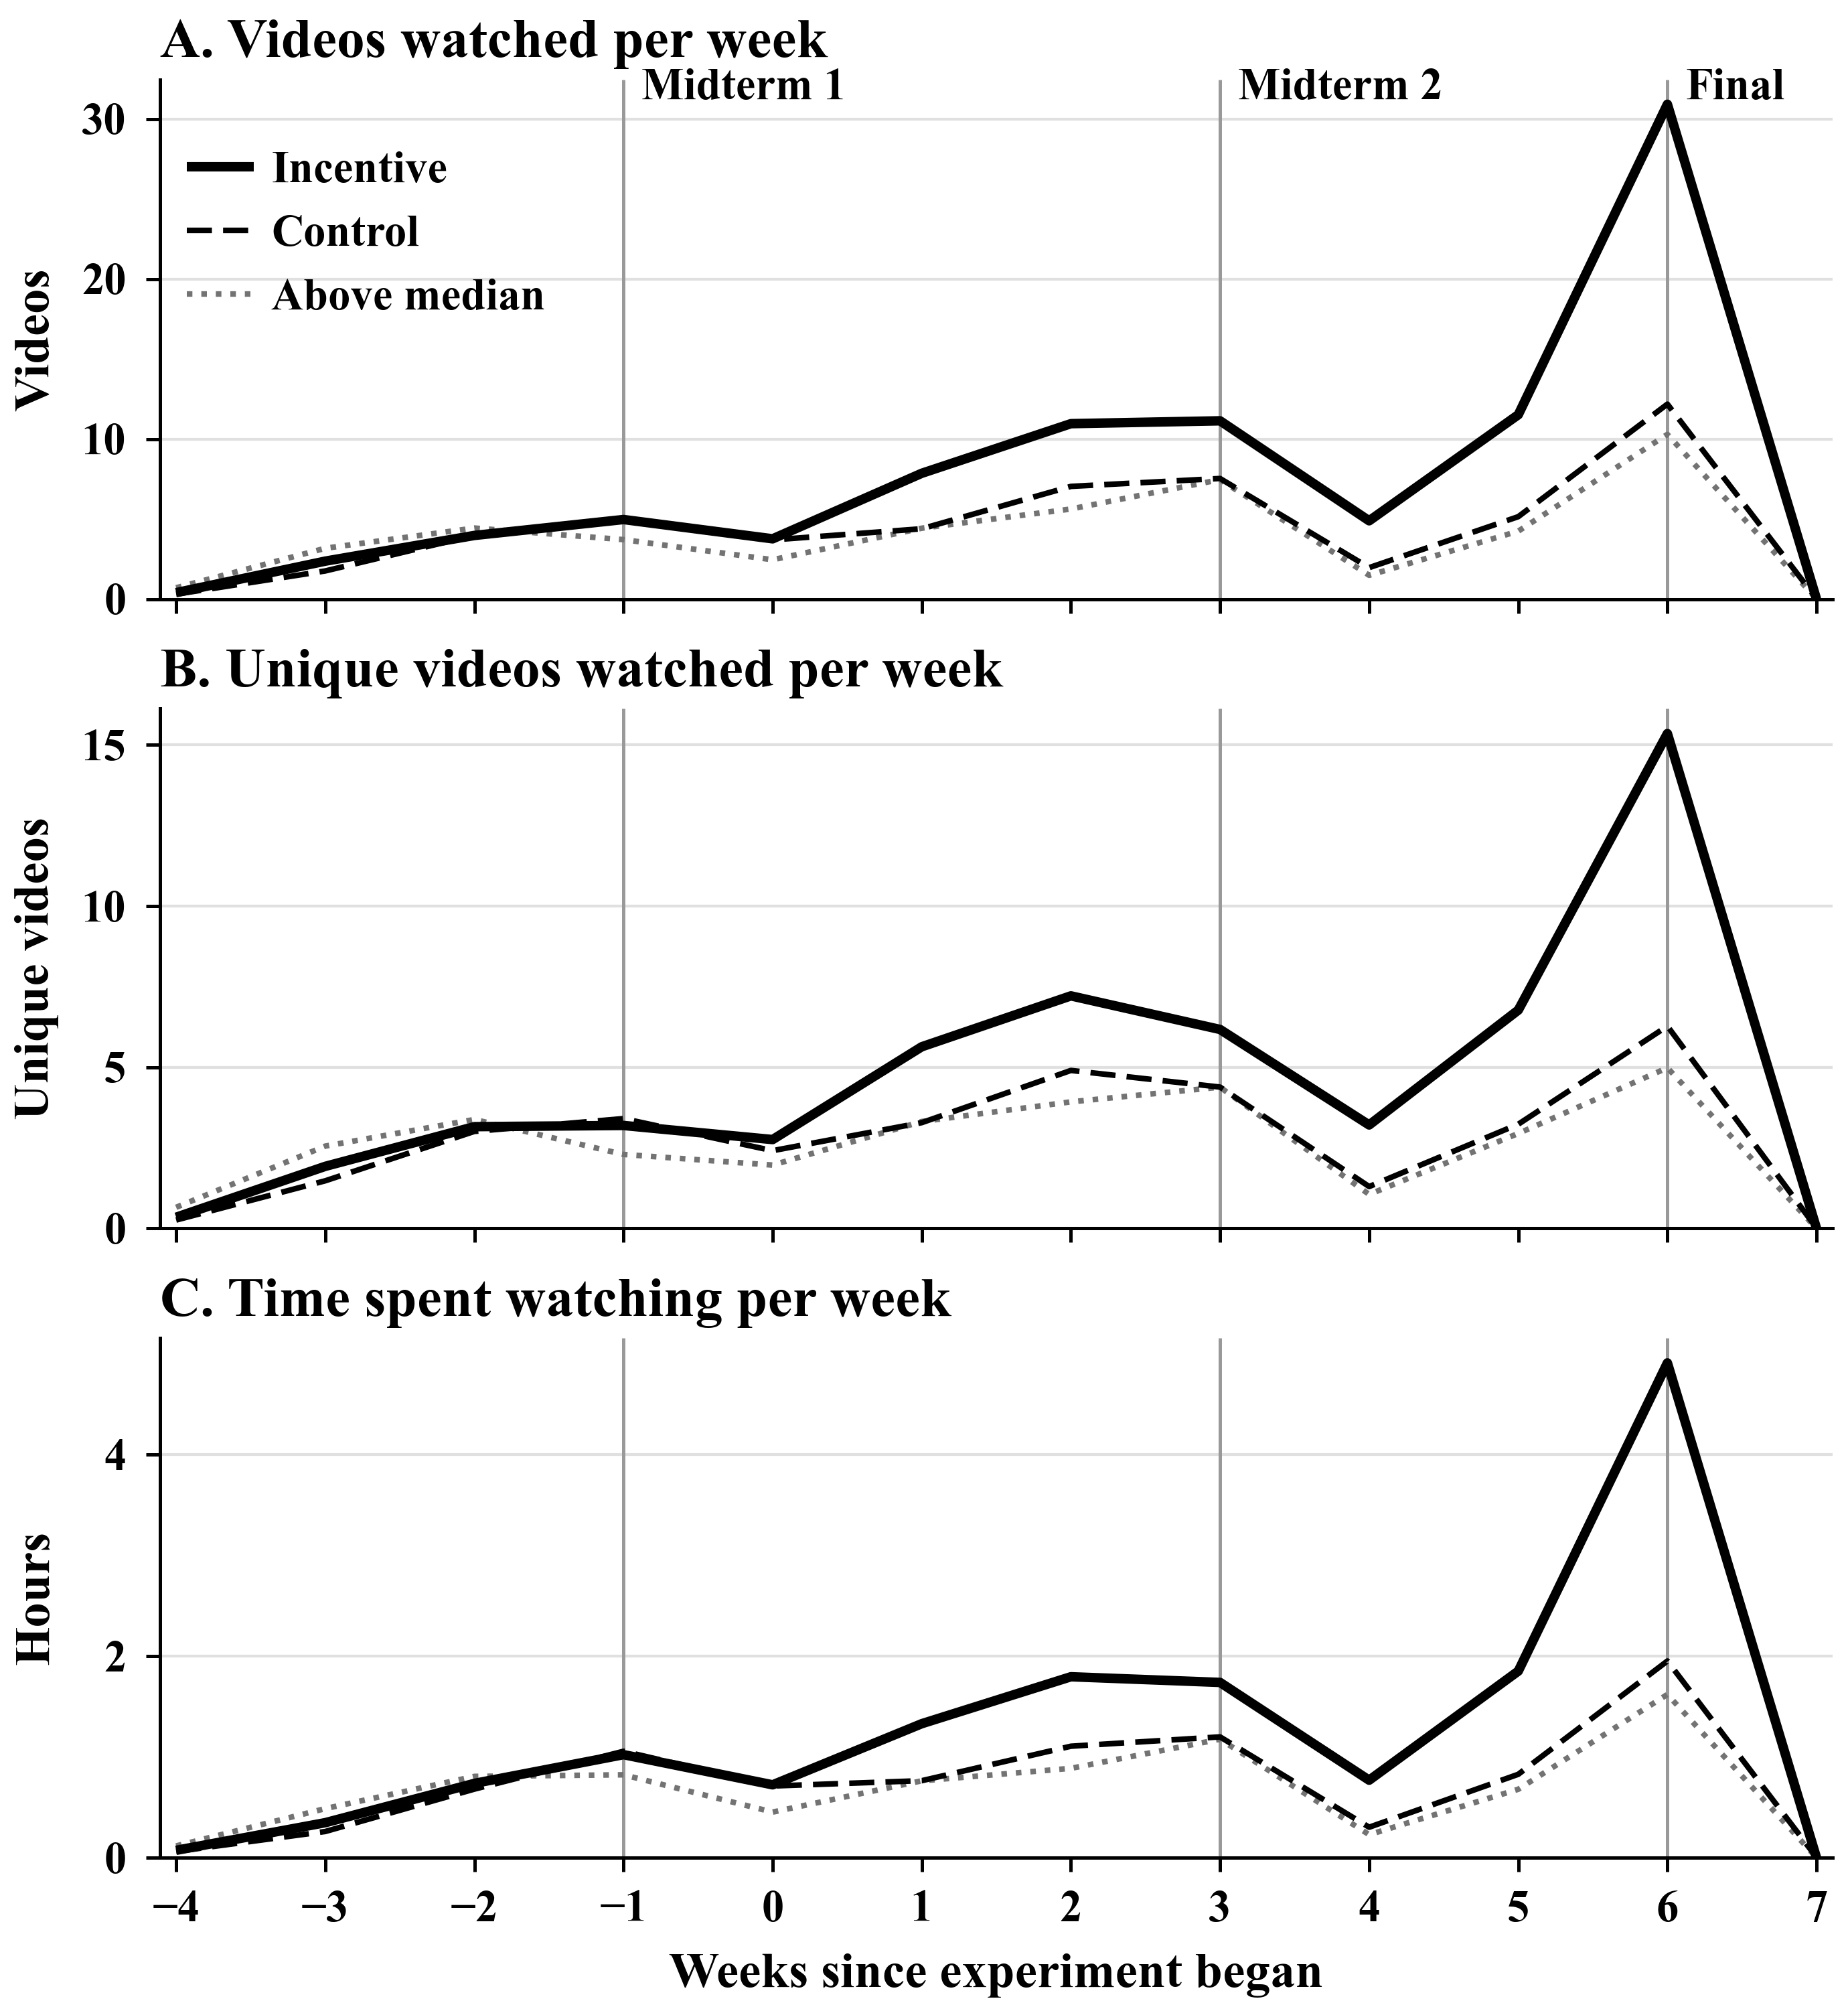 A. Videos watched per week
Midterm 1
Midterm 2
Final
30
20
10
0
Videos
Incentive
Control
Above median
B. Unique videos watched per week
15
10
5
0
Unique videos
C. Time spent watching per week
4
2
0
Hours
−4 −3 −2 −1 0 1 2 3 4 5 6 7
Weeks since experiment began